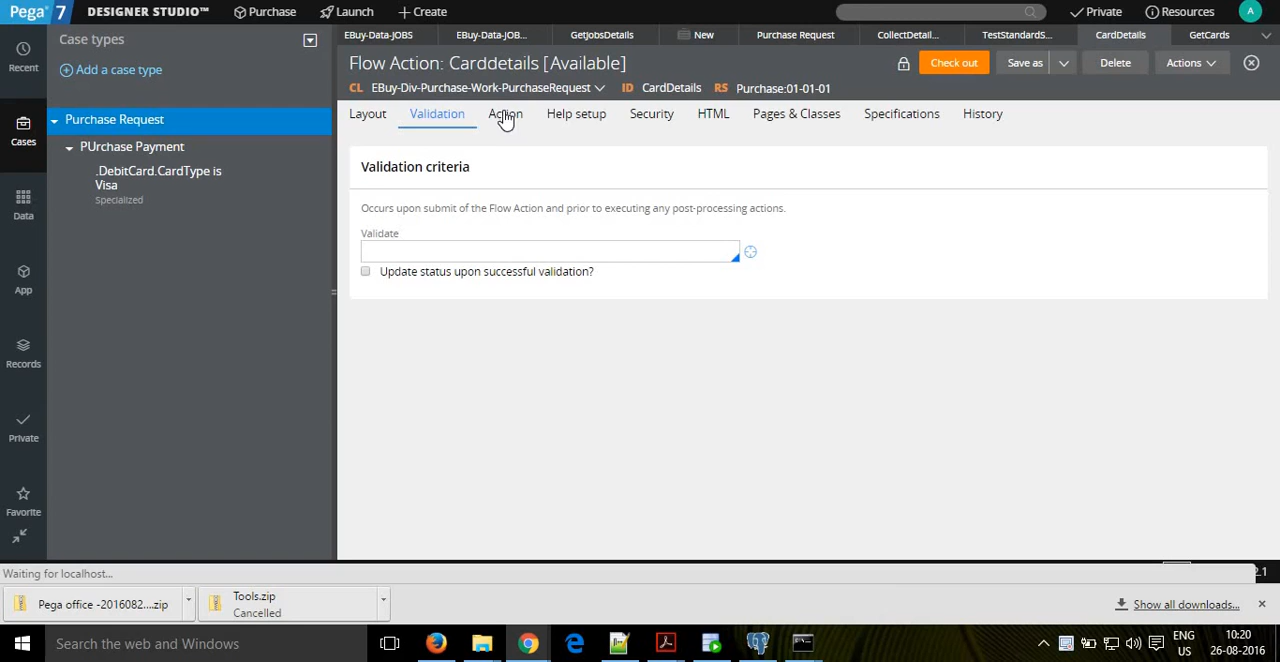 Pega 7 DESIGNER STUDIO™ Purchase Launch Create Private Resources A
Recent
Cases
Data
App
Records
Private
Favorite
Case types
Add a case type
Purchase Request
PUrchase Payment
.DebitCard.CardType is
Visa
Specialized
EBuy-Data-JOBS EBuy-Data-JOB... GetJobsDetails New Purchase Request CollectDetail... TestStandardS... CardDetails GetCards
Flow Action: Carddetails [Available] Check out Save as Delete Actions
CL EBuy-Div-Purchase-Work-PurchaseRequest ID CardDetails RS Purchase:01-01-01
Layout Validation Action Help setup Security HTML Pages & Classes Specifications History
Validation criteria
Occurs upon submit of the Flow Action and prior to executing any post-processing actions.
Validate
Update status upon successful validation?
Waiting for localhost...
2.1
Pega office -2016082....zip
Tools.zip
Cancelled
Show all downloads...
Search the web and Windows
ENG
US
10:20
26-08-2016